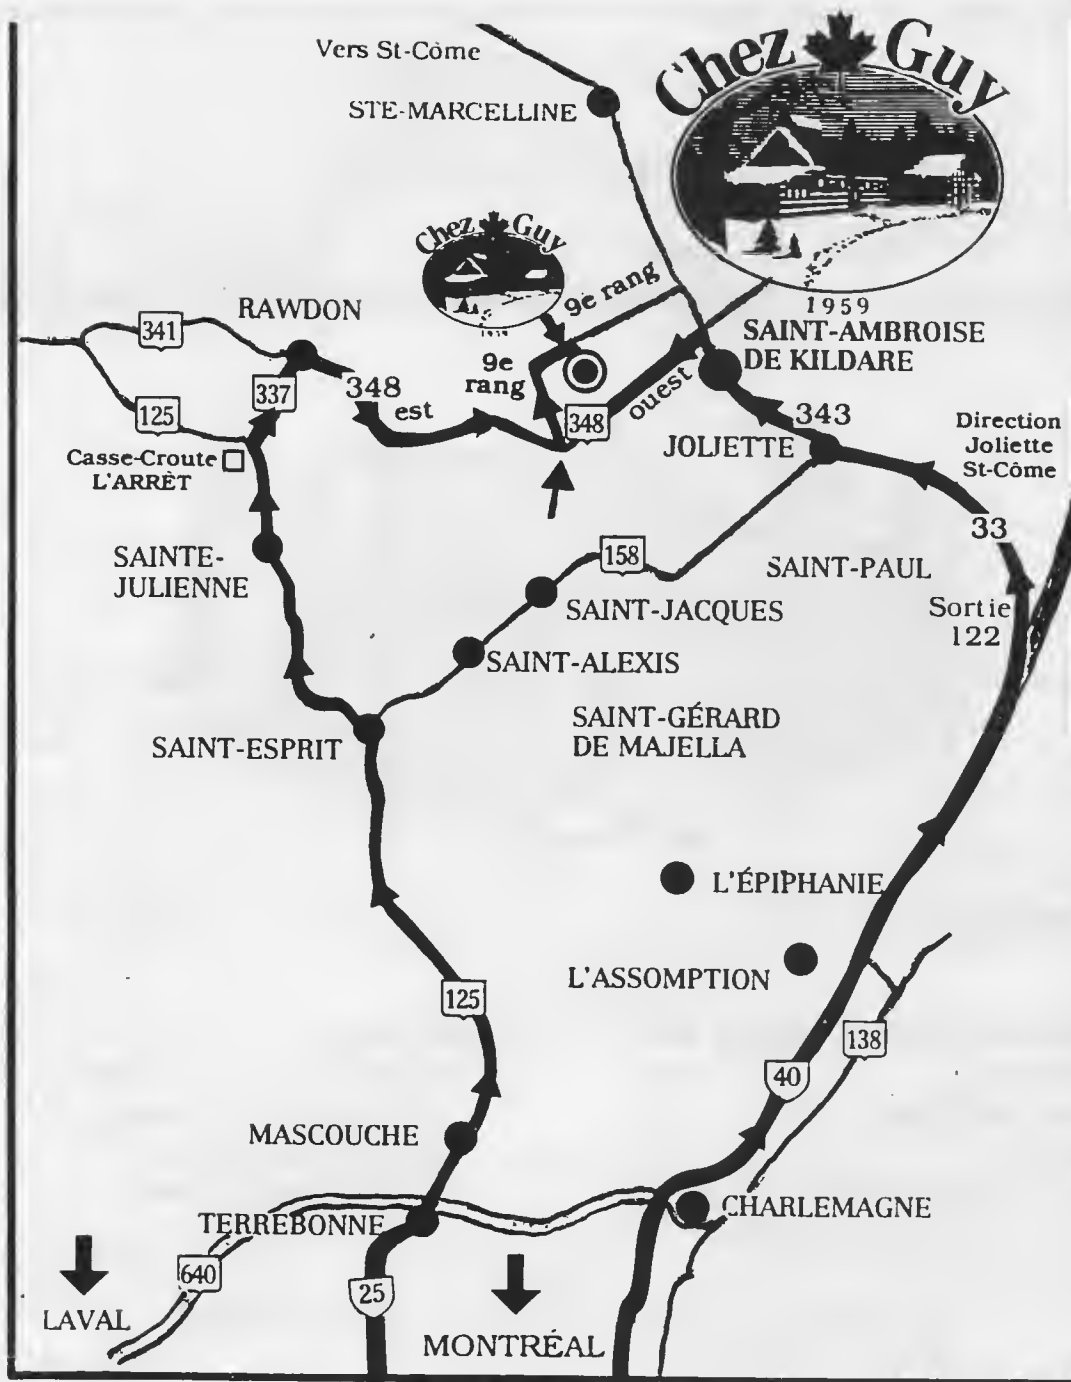 Vers St-Côme
Chez Guy
STE-MARCELLINE
Chez Guy
1959
9e rang
1959
RAWDON
341
SAINT-AMBROISE
DE KILDARE
9e
rang
337
348
est
125
348
ouest
343
Direction
Joliette
St-Côme
Casse-Croute
L'ARRÊT
JOLIETTE
33
SAINTE-
JULIENNE
158
SAINT-PAUL
SAINT-JACQUES
Sortie
122
SAINT-ALEXIS
SAINT-ESPRIT
SAINT-GÉRARD
DE MAJELLA
L'ÉPIPHANIE
L'ASSOMPTION
125
138
40
MASCOUCHE
TERREBONNE
CHARLEMAGNE
640
25
LAVAL
MONTRÉAL